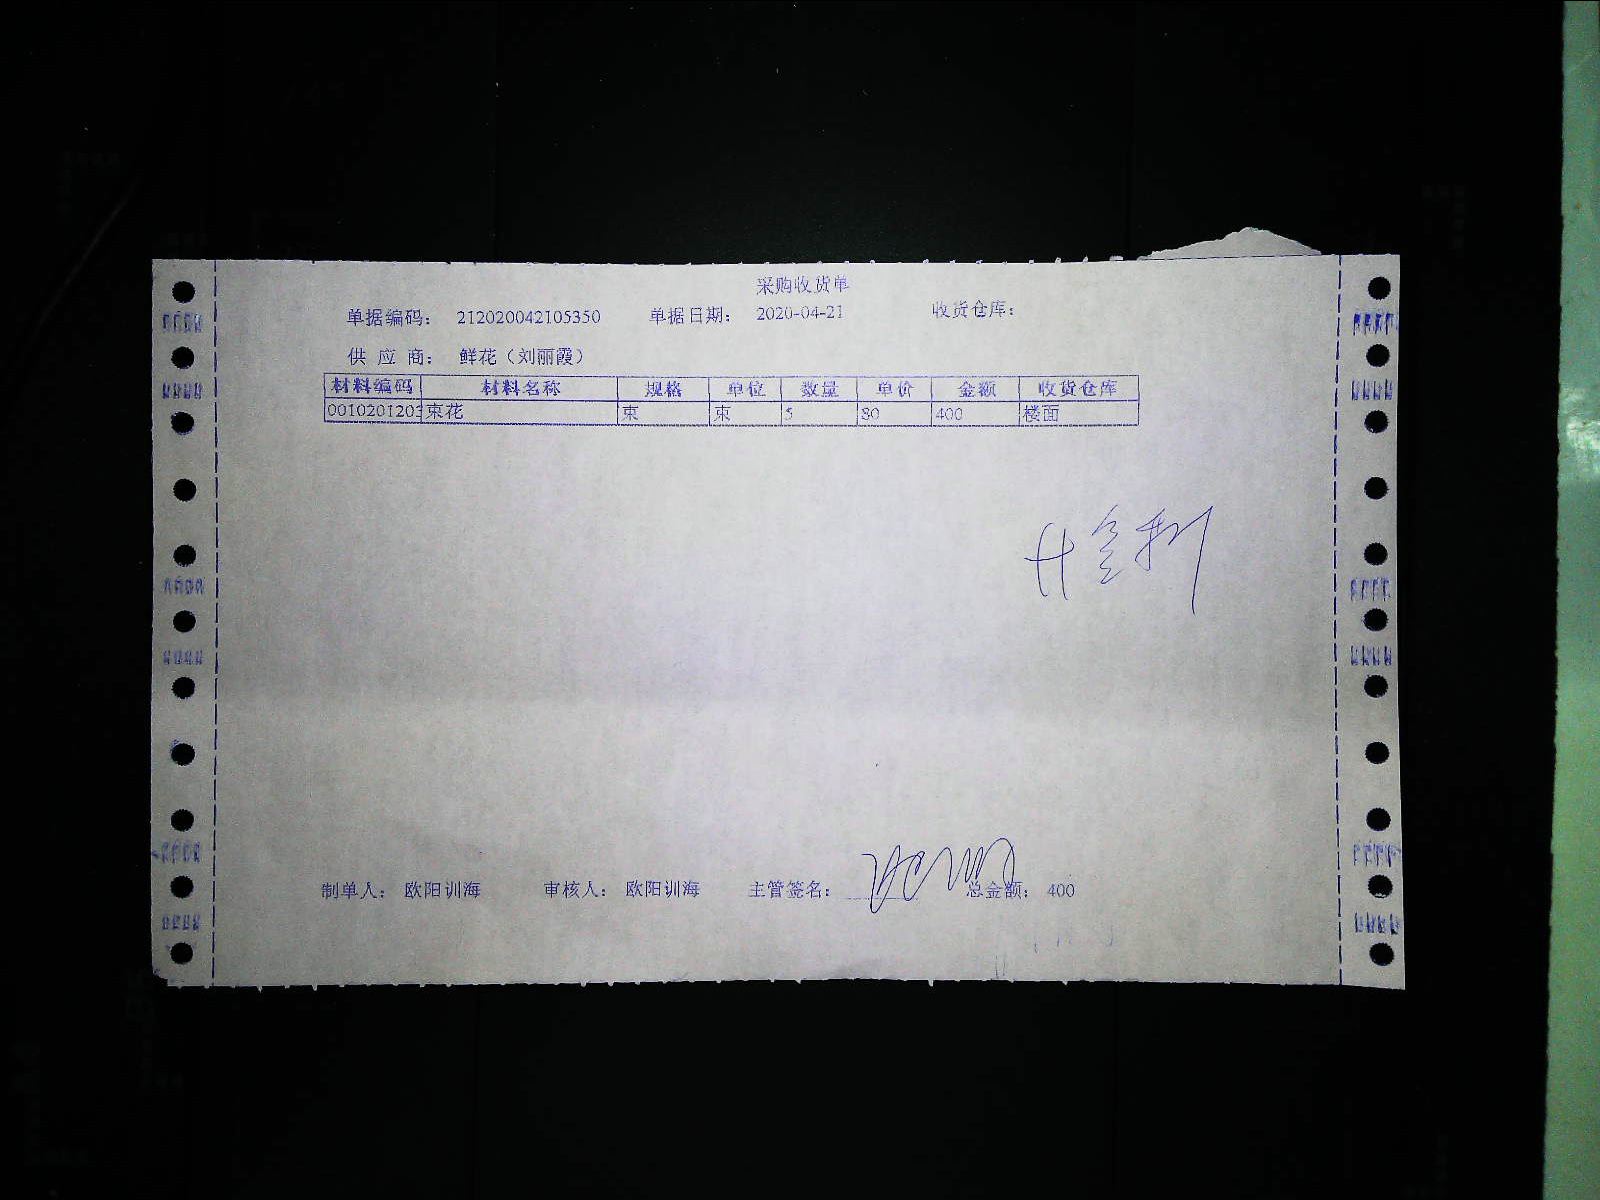 采购收货单
单据编码： 212020042105350 单据日期： 2020-04-21 收货仓库：
供 应 商： 鲜花（刘丽霞）
材料编码 材料名称 规格 单位 数量 单价 金额 收货仓库
0010201203 束花 束 束 5 80 400 楼面
制单人： 欧阳训海 审核人： 欧阳训海 主管签名： 总金额： 400